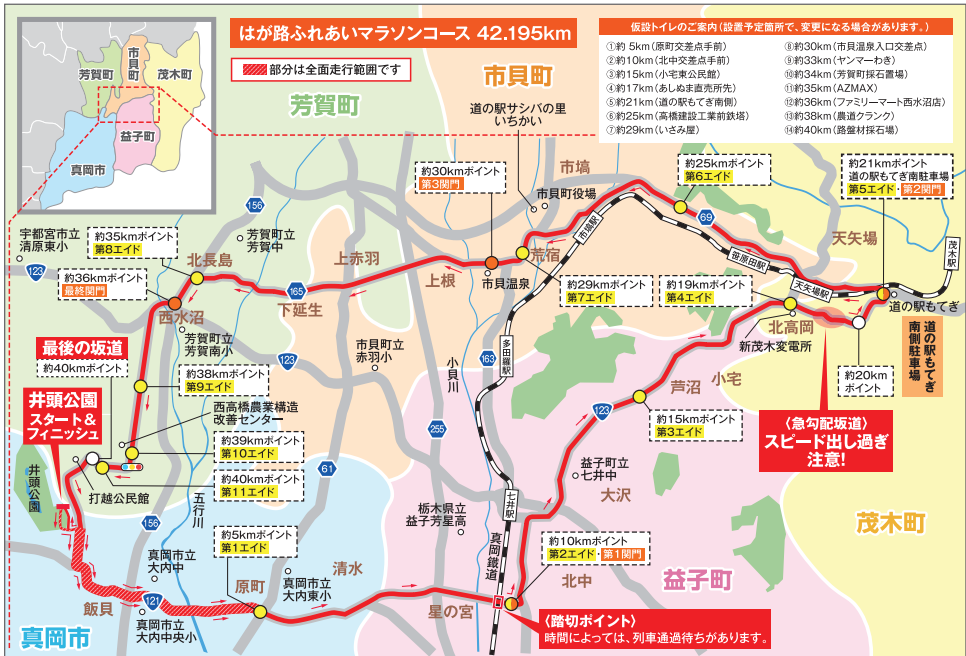 はが路ふれあいマラソンコース 42.195km
部分は全面走行範囲です
仮設トイレのご案内(設置予定箇所で、変更になる場合があります。)
①約 5km(原町交差点手前)
②約10km(北中交差点手前)
③約15km(小宅東公民館)
④約17km(あしぬま直売所先)
⑤約21km(道の駅もてぎ南側)
⑥約25km(高橋建設工業前鉄塔)
⑦約29km(いさみ屋)
⑧約30km(市貝温泉入口交差点)
⑨約33km(ヤンマーわき)
⑩約34km(芳賀町採石置場)
⑪約35km(AZMAX)
⑫約36km(ファミリーマート西水沼店)
⑬約38km(農道クランク)
⑭約40km(路盤材採石場)
市貝町
芳賀町
茂木町
益子町
真岡市
芳賀町
市貝町
道の駅サシバの里
いちかい
市塙
約25kmポイント
第6エイド
約21kmポイント
道の駅もてぎ南駐車場
第5エイド・第2関門
約30kmポイント
第3関門
市貝町役場
市塙駅
69
笹原田駅
天矢場
茂木駅
天矢場駅
道の駅もてぎ
道の駅もてぎ
南側駐車場
156
宇都宮市立
清原東小
123
約35kmポイント
第8エイド
芳賀町立
芳賀中
北長島
上赤羽
上根
荒宿
市貝温泉
約36kmポイント
最終関門
165
下延生
約29kmポイント
第7エイド
約19kmポイント
第4エイド
北高岡
新茂木変電所
約20km
ポイント
西水沼
芳賀町立
芳賀南小
123
市貝町立
赤羽小
小貝川
163
多田羅駅
小宅
芦沼
最後の坂道
約40kmポイント
約38kmポイント
第9エイド
井頭公園
スタート&
フィニッシュ
西高橋農業構造
改善センター
約39kmポイント
第10エイド
約40kmポイント
第11エイド
井頭公園
打越公民館
五行川
156
61
255
123
約15kmポイント
第3エイド
〈急勾配坂道〉
スピード出し過ぎ
注意!
益子町立
七井中
大沢
七井駅
栃木県立
益子芳星高
真岡鐵道
茂木町
約5kmポイント
第1エイド
真岡市立
大内中
原町
真岡市立
大内東小
清水
約10kmポイント
第2エイド・第1関門
北中
益子町
飯貝
121
真岡市立
大内中央小
星の宮
〈踏切ポイント〉
時間によっては、列車通過待ちがあります。
真岡市